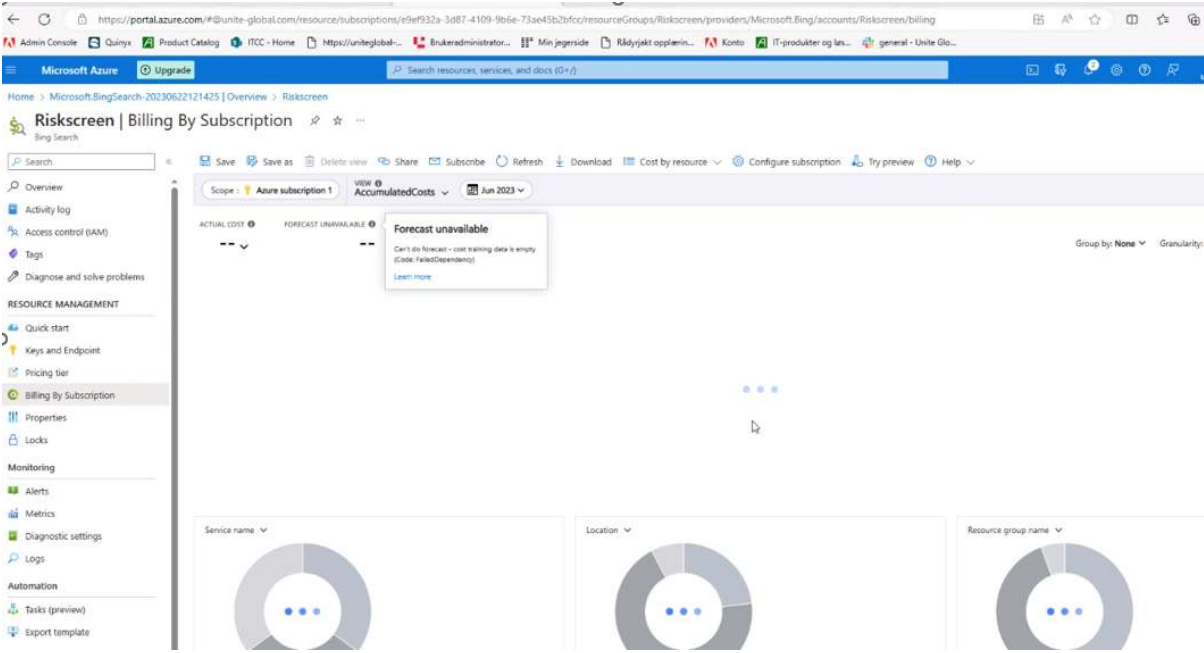 https://portal.azure.com/#@unite-global.com/resource/subscriptions/e9ef932a-3d87-4109-9b6e-73ae45b2bfcc/resourceGroups/Riskscreen/providers/Microsoft.Bing/accounts/Riskscreen/billing
Admin Console Quinyx Product Catalog ITCC - Home https://uniteglobal-... Brukeradministrator... Min jegerside Rådyrjakt opplærin... Konto IT-produkter og løs... general - Unite Glo...
Microsoft Azure Upgrade Search resources, services, and docs (G+/) 2
Home > Microsoft.BingSearch-20230622121425 | Overview > Riskscreen
Riskscreen | Billing By Subscription ...
Bing Search
Search Save Save as Delete view Share Subscribe Refresh Download Cost by resource Configure subscription Try preview Help
Overview
Activity log
Access control (IAM)
Tags
Diagnose and solve problems
RESOURCE MANAGEMENT
Quick start
Keys and Endpoint
Pricing tier
Billing By Subscription
Properties
Locks
Monitoring
Alerts
Metrics
Diagnostic settings
Logs
Automation
Tasks (preview)
Export template
Scope : Azure subscription 1 VIEW AccumulatedCosts Jun 2023
ACTUAL COST FORECAST UNAVAILABLE
-- --
Forecast unavailable
Can't do forecast - cost training data is empty
(Code: FailedDependency)
Learn more
Group by: None Granularity:
Service name Location Resource group name